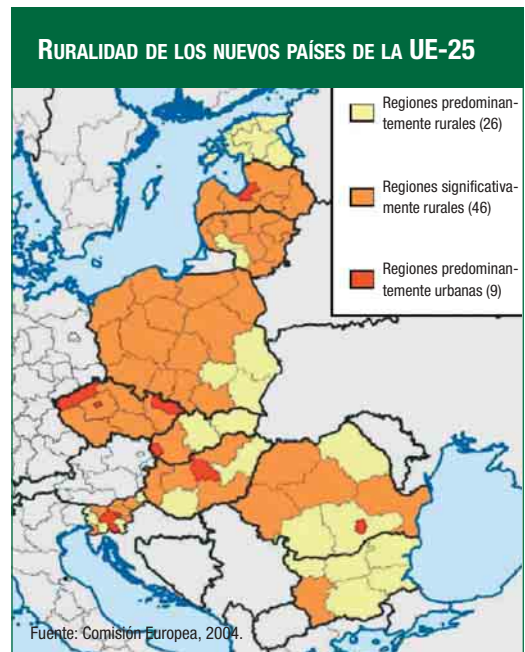 RURALIDAD DE LOS NUEVOS PAÍSES DE LA UE-25
Regiones predominan-
temente rurales (26)
Regiones significativa-
mente rurales (46)
Regiones predominan-
temente urbanas (9)
Fuente: Comisión Europea, 2004.